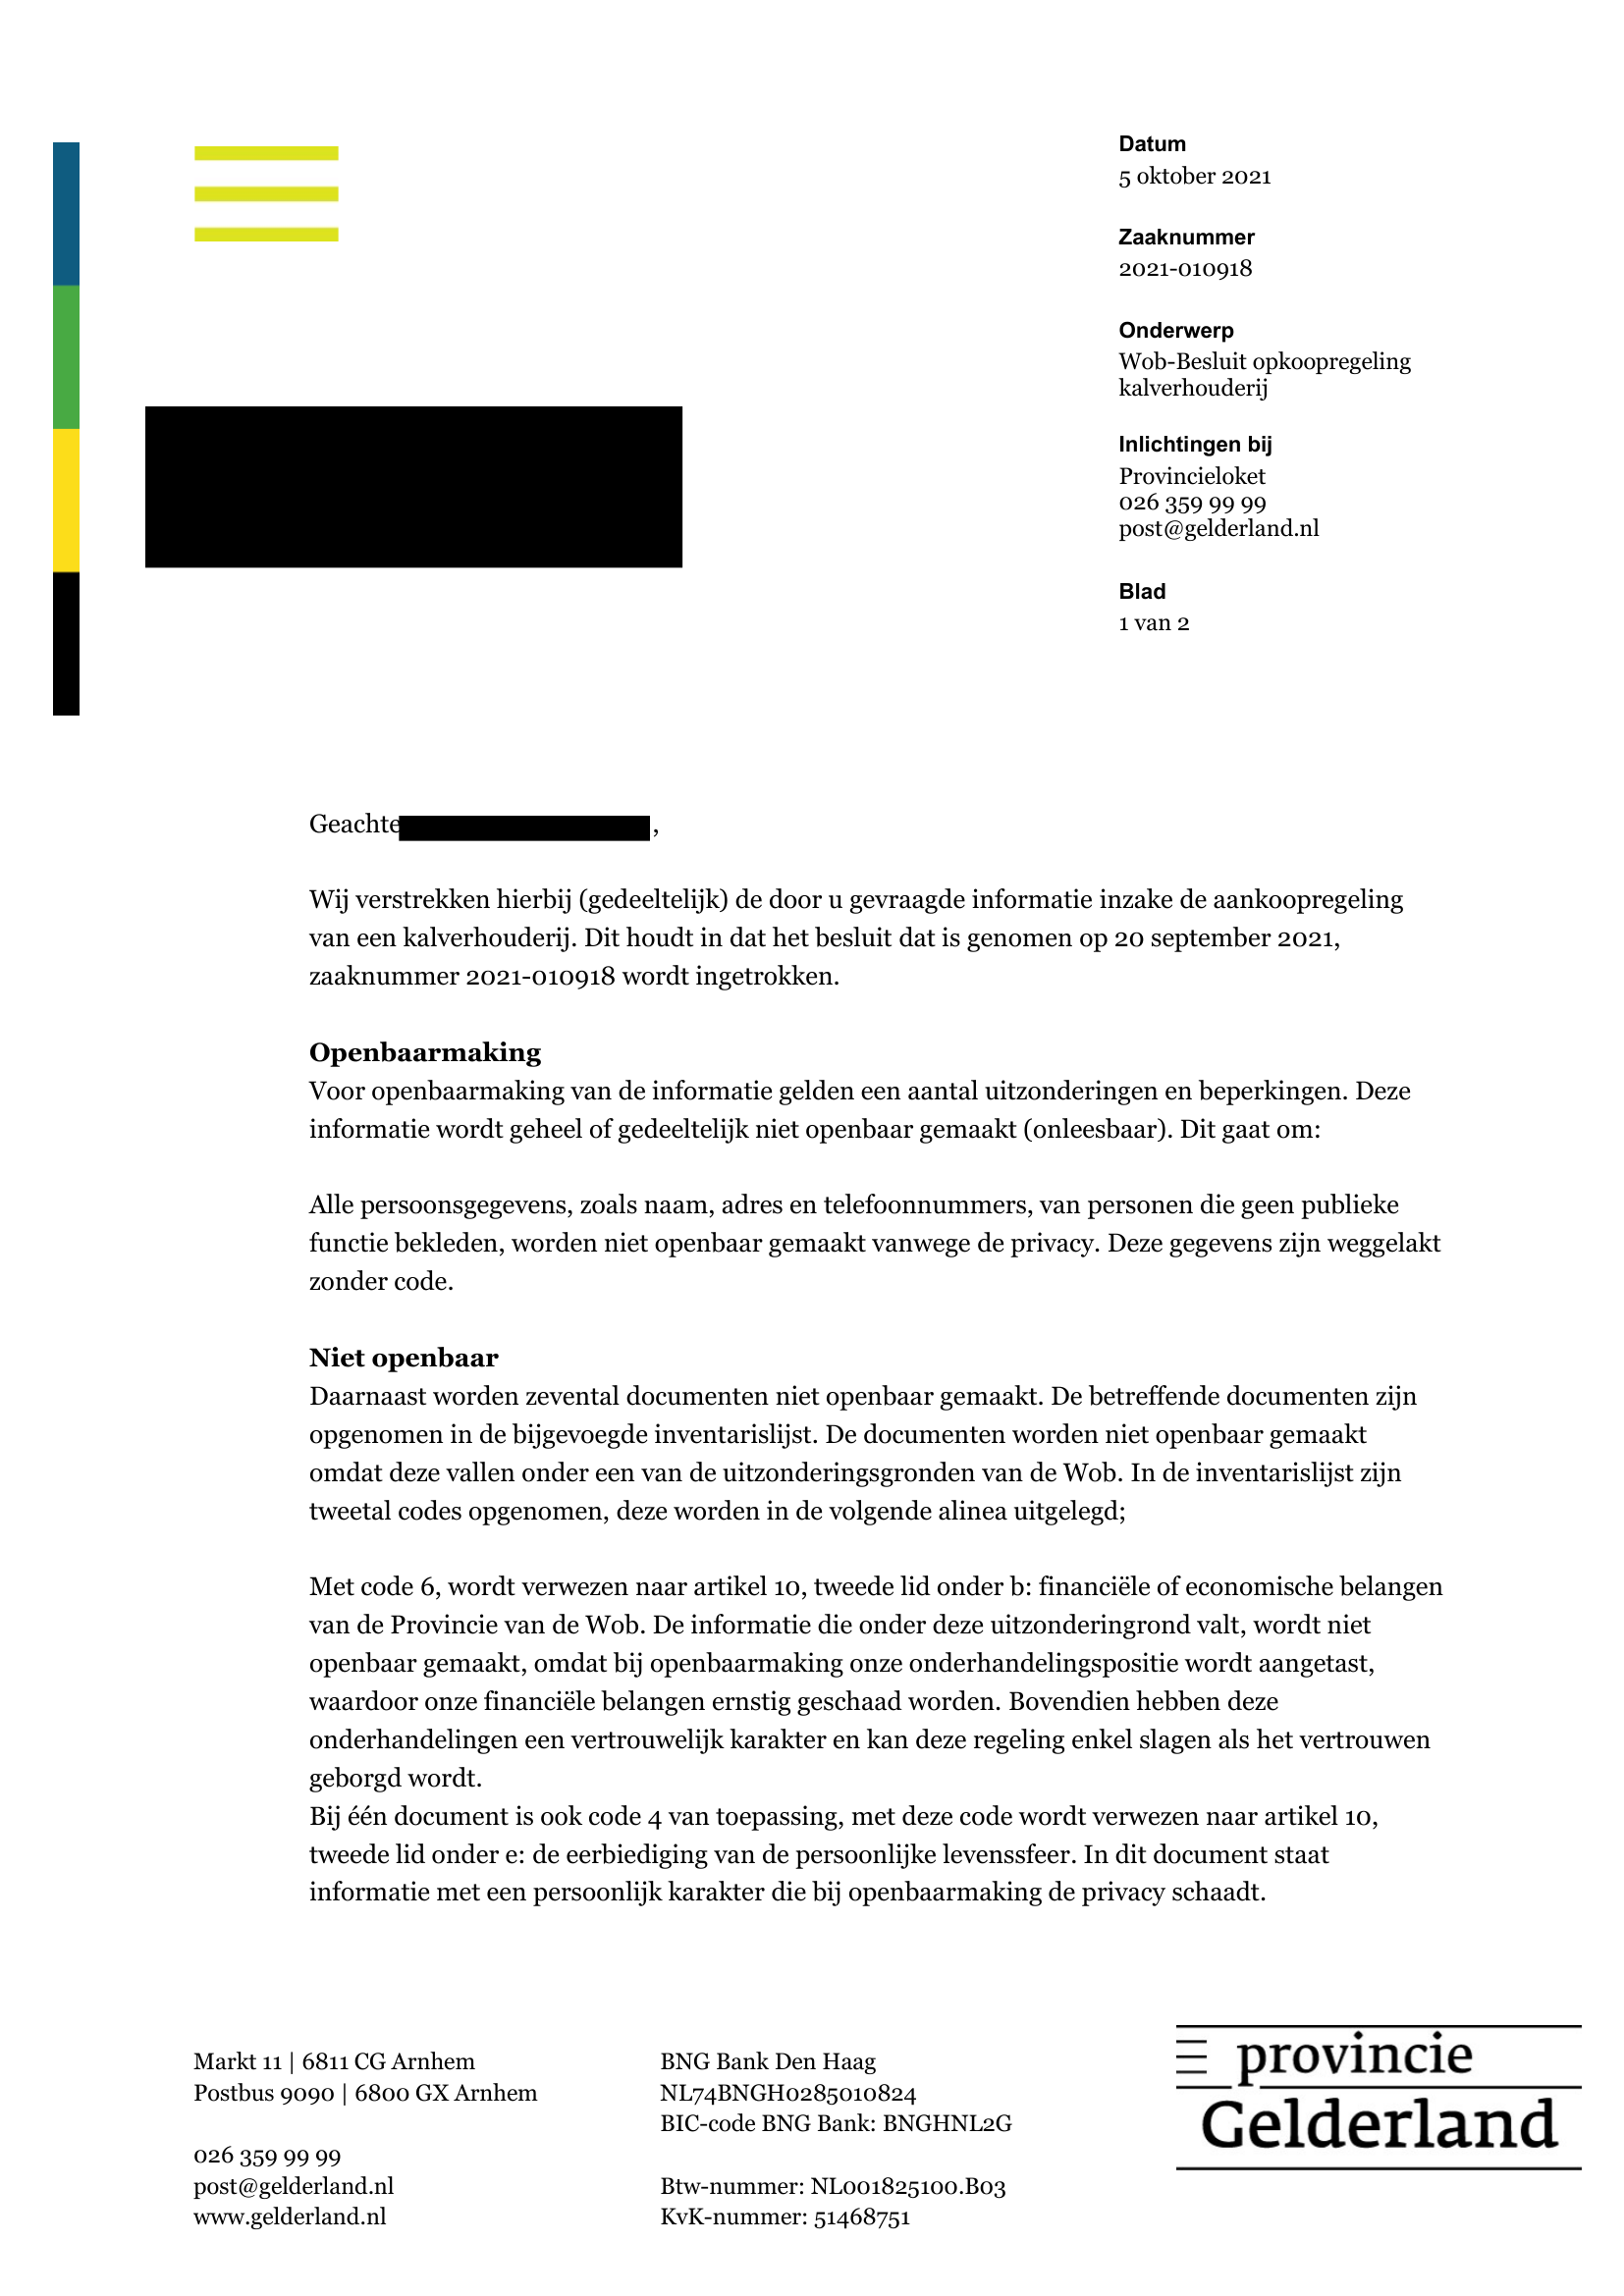 Datum
5 oktober 2021
Zaaknummer
2021-010918
Onderwerp
Wob-Besluit opkoopregeling
kalverhouderij
Inlichtingen bij
Provincieloket
026 359 99 99
post@gelderland.nl
Blad
1 van 2
Geachte ,
Wij verstrekken hierbij (gedeeltelijk) de door u gevraagde informatie inzake de aankoopregeling
van een kalverhouderij. Dit houdt in dat het besluit dat is genomen op 20 september 2021,
zaaknummer 2021-010918 wordt ingetrokken.
Openbaarmaking
Voor openbaarmaking van de informatie gelden een aantal uitzonderingen en beperkingen. Deze
informatie wordt geheel of gedeeltelijk niet openbaar gemaakt (onleesbaar). Dit gaat om:
Alle persoonsgegevens, zoals naam, adres en telefoonnummers, van personen die geen publieke
functie bekleden, worden niet openbaar gemaakt vanwege de privacy. Deze gegevens zijn weggelakt
zonder code.
Niet openbaar
Daarnaast worden zevental documenten niet openbaar gemaakt. De betreffende documenten zijn
opgenomen in de bijgevoegde inventarislijst. De documenten worden niet openbaar gemaakt
omdat deze vallen onder een van de uitzonderingsgronden van de Wob. In de inventarislijst zijn
tweetal codes opgenomen, deze worden in de volgende alinea uitgelegd;
Met code 6, wordt verwezen naar artikel 10, tweede lid onder b: financiële of economische belangen
van de Provincie van de Wob. De informatie die onder deze uitzonderingrond valt, wordt niet
openbaar gemaakt, omdat bij openbaarmaking onze onderhandelingspositie wordt aangetast,
waardoor onze financiële belangen ernstig geschaad worden. Bovendien hebben deze
onderhandelingen een vertrouwelijk karakter en kan deze regeling enkel slagen als het vertrouwen
geborgd wordt.
Bij één document is ook code 4 van toepassing, met deze code wordt verwezen naar artikel 10,
tweede lid onder e: de eerbiediging van de persoonlijke levenssfeer. In dit document staat
informatie met een persoonlijk karakter die bij openbaarmaking de privacy schaadt.
Markt 11 | 6811 CG Arnhem
Postbus 9090 | 6800 GX Arnhem
026 359 99 99
post@gelderland.nl
www.gelderland.nl
BNG Bank Den Haag
NL74BNGH0285010824
BIC-code BNG Bank: BNGHNL2G
Btw-nummer: NL001825100.B03
KvK-nummer: 51468751
provincie
Gelderland